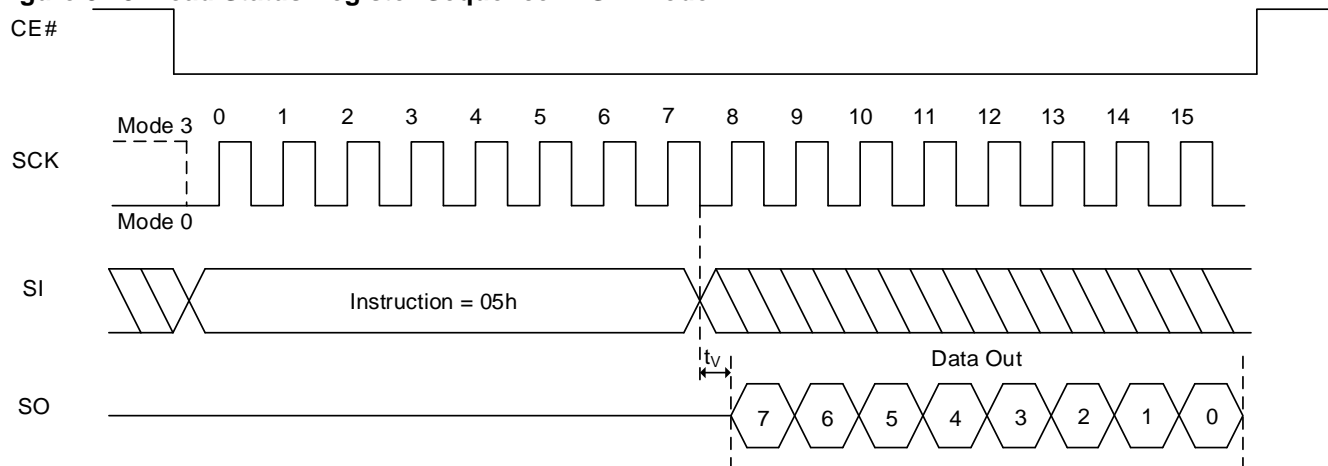 CE#
Mode 3
0 1 2 3 4 5 6 7 8 9 10 11 12 13 14 15
SCK
Mode 0
SI
Instruction = 05h
tV
Data Out
SO
7 6 5 4 3 2 1 0